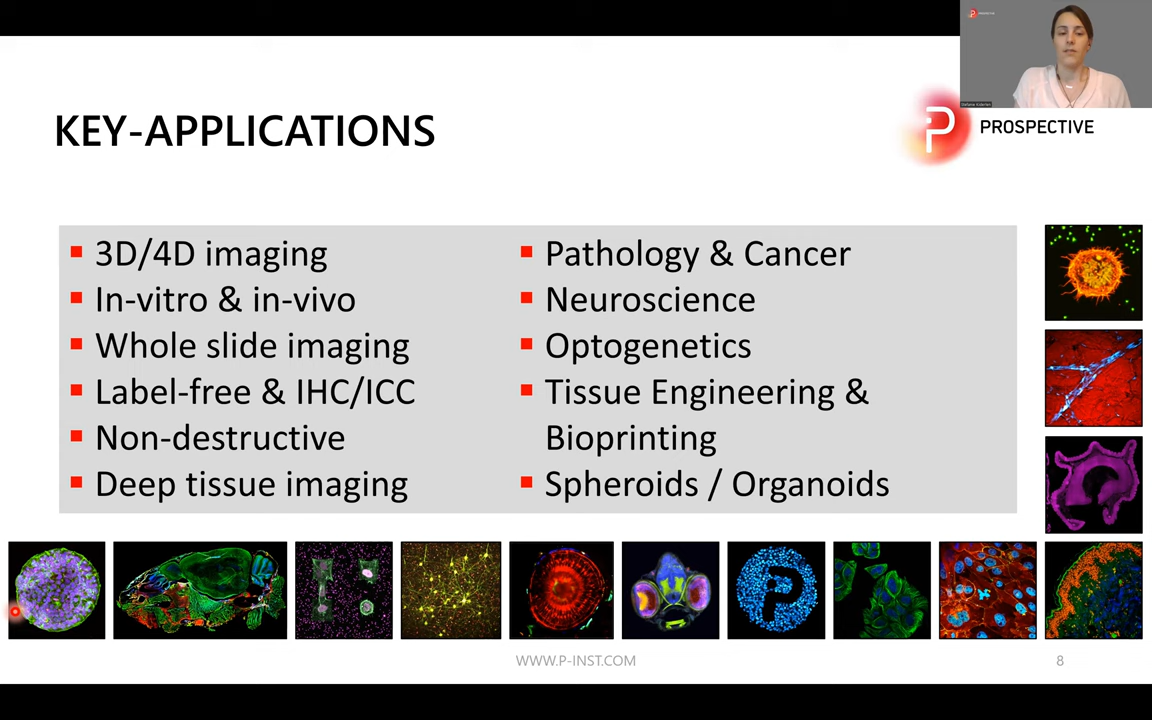 KEY-APPLICATIONS
PROSPECTIVE
3D/4D imaging
In-vitro & in-vivo
Whole slide imaging
Label-free & IHC/ICC
Non-destructive
Deep tissue imaging
Pathology & Cancer
Neuroscience
Optogenetics
Tissue Engineering &
Bioprinting
Spheroids / Organoids
WWW.P-INST.COM
8